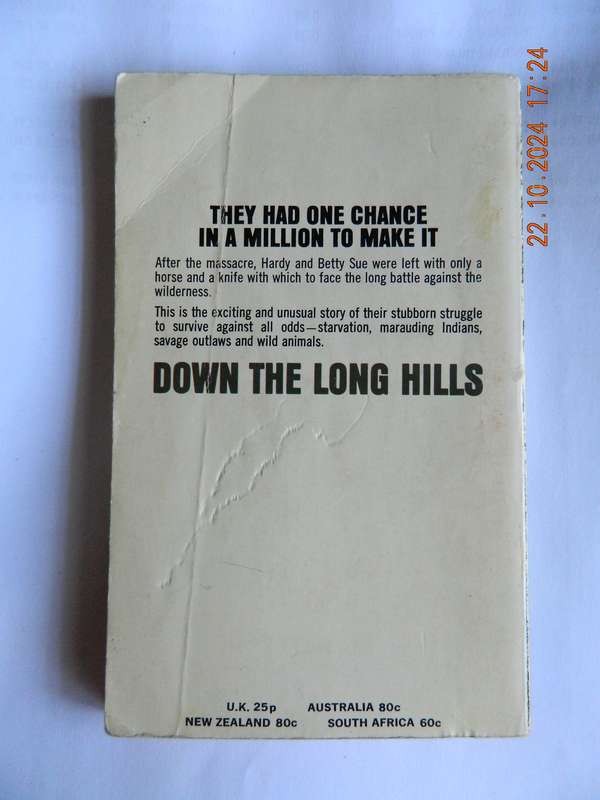 THEY HAD ONE CHANCE
IN A MILLION TO MAKE IT
After the massacre, Hardy and Betty Sue were left with only a
horse and a knife with which to face the long battle against the
wilderness.
This is the exciting and unusual story of their stubborn struggle
to survive against all odds—starvation, marauding Indians,
savage outlaws and wild animals.
DOWN THE LONG HILLS
U.K. 25p AUSTRALIA 80c
NEW ZEALAND 80c SOUTH AFRICA 60c
22.10.2024 17:24